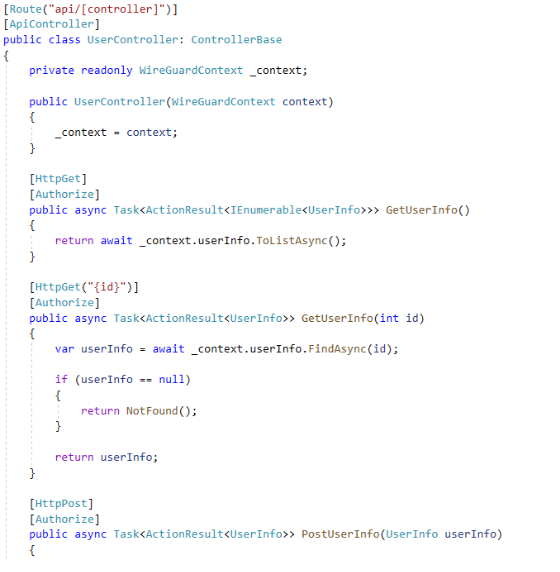 [Route("api/[controller]")]
[ApiController]
public class UserController: ControllerBase
{
    private readonly WireGuardContext _context;

    public UserController(WireGuardContext context)
    {
        _context = context;
    }

    [HttpGet]
    [Authorize]
    public async Task<ActionResult<IEnumerable<UserInfo>>> GetUserInfo()
    {
        return await _context.userInfo.ToListAsync();
    }

    [HttpGet("{id}")]
    [Authorize]
    public async Task<ActionResult<UserInfo>> GetUserInfo(int id)
    {
        var userInfo = await _context.userInfo.FindAsync(id);

        if (userInfo == null)
        {
            return NotFound();
        }

        return userInfo;
    }

    [HttpPost]
    [Authorize]
    public async Task<ActionResult<UserInfo>> PostUserInfo(UserInfo userInfo)
    {